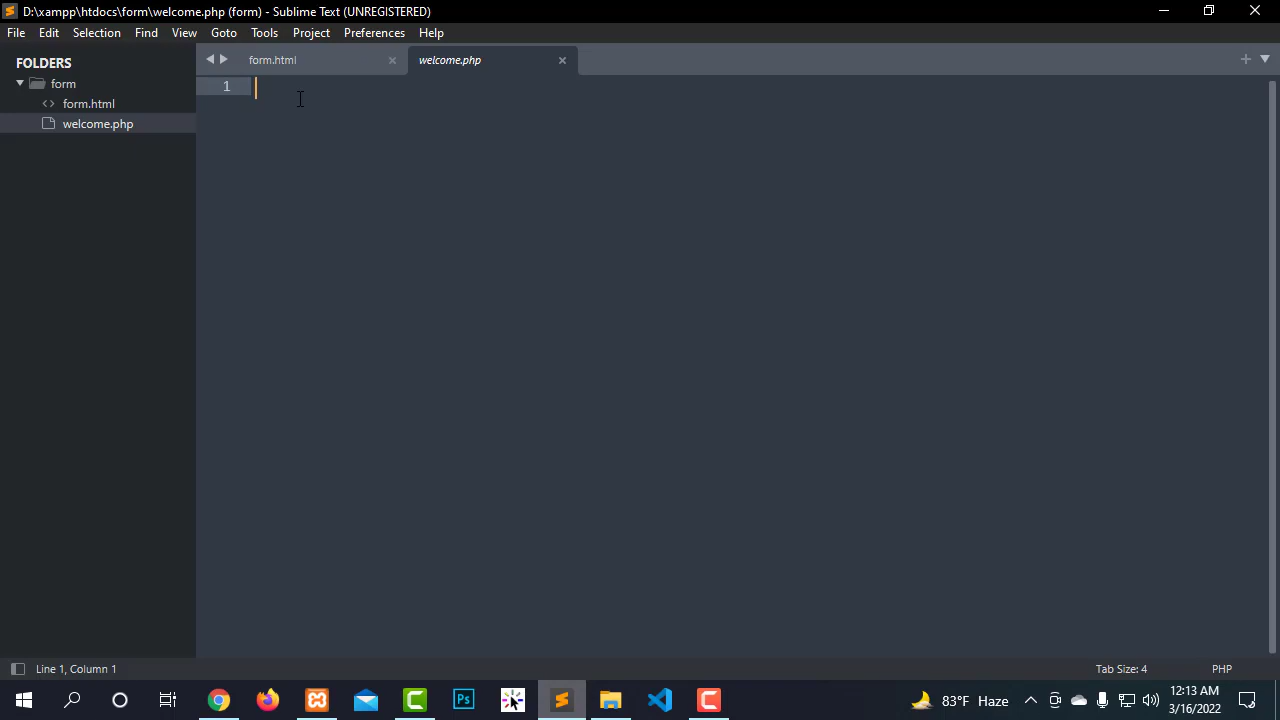 D:\xampp\htdocs\form\welcome.php (form) - Sublime Text (UNREGISTERED)
File Edit Selection Find View Goto Tools Project Preferences Help
FOLDERS
form
form.html
welcome.php
form.html
welcome.php
1
Line 1, Column 1
Tab Size: 4
PHP
Ps
83°F Haze
12:13 AM
3/16/2022